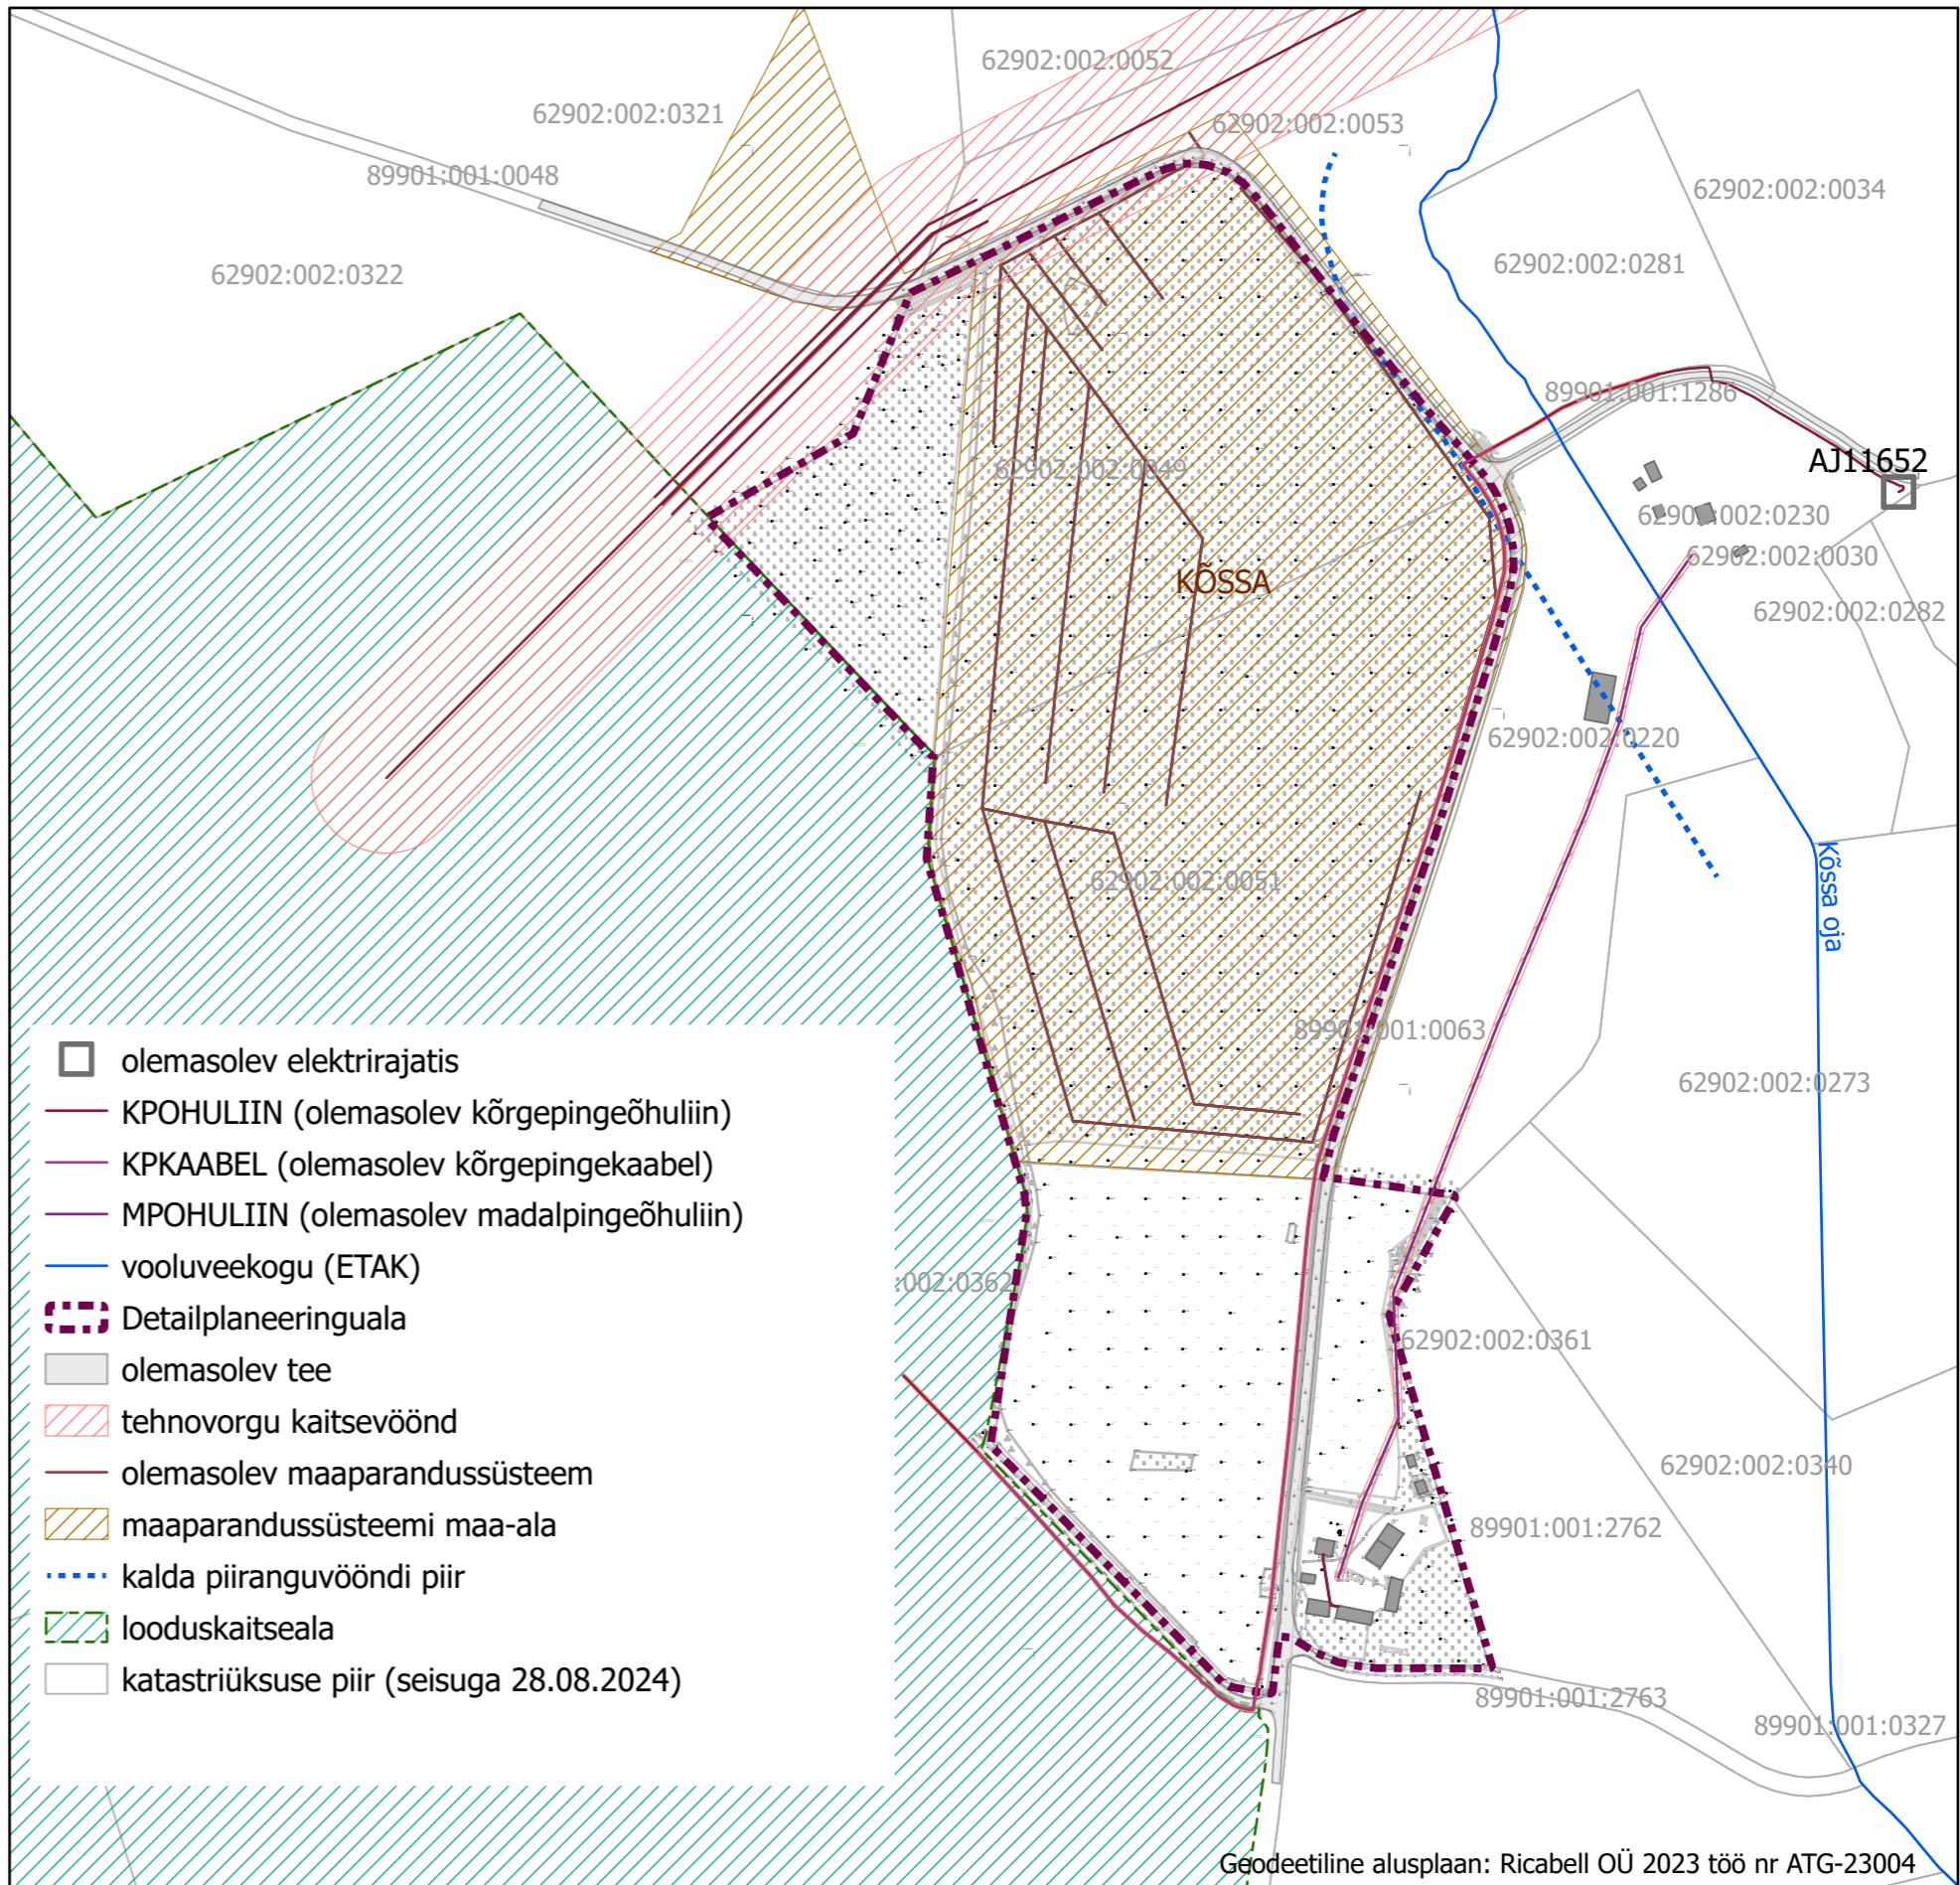 62902:002:0052
62902:002:0321
62902:002:0053
89901:001:0048
62902:002:0034
62902:002:0322
62902:002:0281
89901:001:1286
AJ11652
62902:002:0049
62902:002:0230
62902:002:0030
KÕSSA
62902:002:0282
62902:002:0220
62902:002:0051
Kõssa oja
89901:001:0063
62902:002:0273
:002:0362
62902:002:0361
62902:002:0340
89901:001:2762
89901:001:2763
89901:001:0327
olemasolev elektrirajatis
KPOHULIIN (olemasolev kõrgepingeõhuliin)
KPKAABEL (olemasolev kõrgepingekaabel)
MPOHULIIN (olemasolev madalpingeõhuliin)
vooluveekogu (ETAK)
Detailplaneeringuala
olemasolev tee
tehnovorgu kaitsevöönd
olemasolev maaparandussüsteem
maaparandussüsteemi maa-ala
kalda piiranguvööndi piir
looduskaitseala
katastriüksuse piir (seisuga 28.08.2024)
Geodeetiline alusplaan: Ricabell OÜ 2023 töö nr ATG-23004